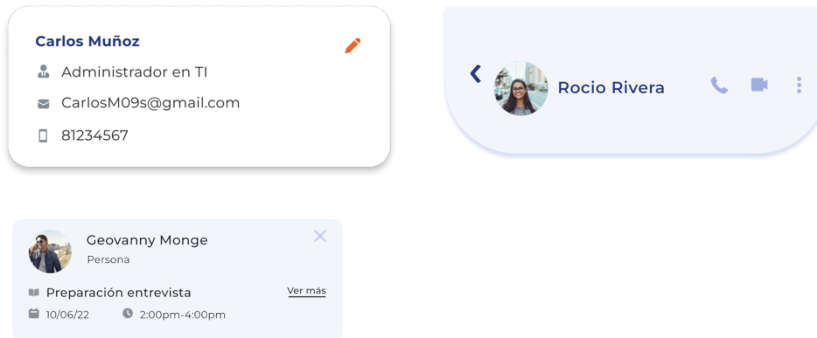 Carlos Muñoz
Administrador en TI
CarlosM09s@gmail.com
81234567
Rocio Rivera
Geovanny Monge
Persona
Preparación entrevista
Ver más
10/06/22 2:00pm-4:00pm